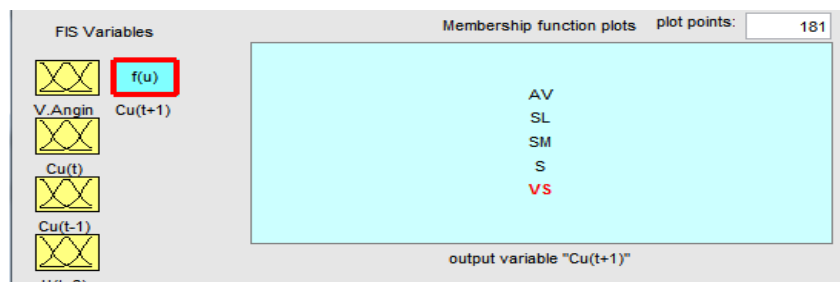 FIS Variables
Membership function plots plot points: 181
f(u)
V.Angin Cu(t+1)
Cu(t)
Cu(t-1)
AV
SL
SM
S
VS
output variable "Cu(t+1)"